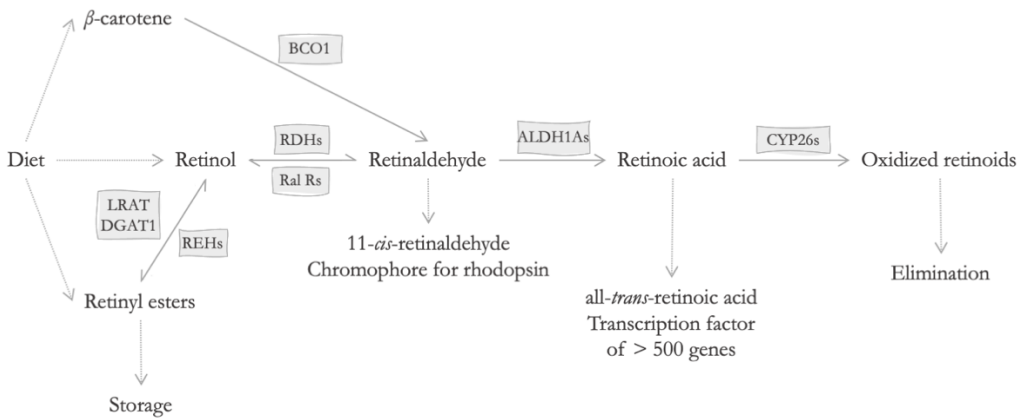 β-carotene
BCO1
Diet
Retinol
RDHs
Ral Rs
Retinaldehyde
ALDH1As
Retinoic acid
CYP26s
Oxidized retinoids
LRAT
DGAT1
REHs
11-cis-retinaldehyde
Chromophore for rhodopsin
Elimination
Retinyl esters
all-trans-retinoic acid
Transcription factor
of > 500 genes
Storage